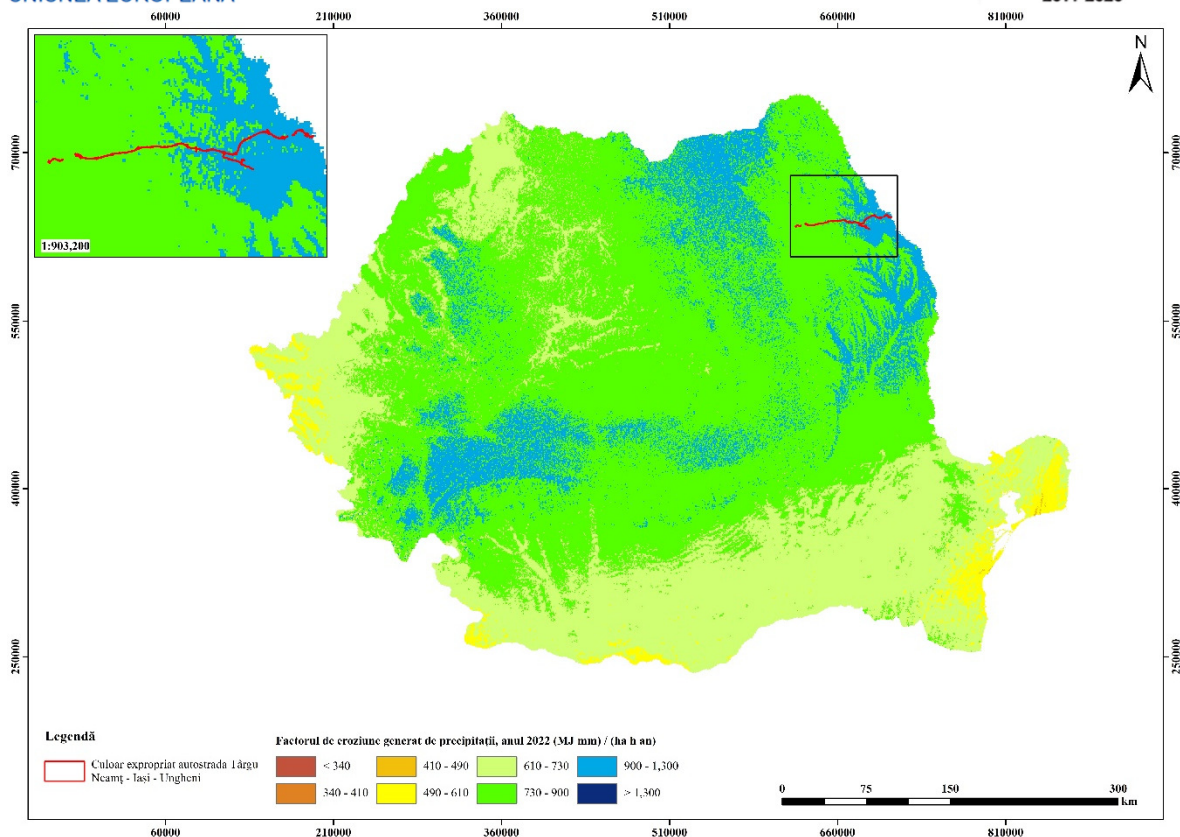 60000 210000 360000 510000 660000 810000
N
700000 700000
1:903,200
550000 550000
400000 400000
250000 250000
Legendă
Culoar expropriat autostrada Târgu
Neamț - Iași - Ungheni
Factorul de eroziune generat de precipitații, anul 2022 (MJ mm) / (ha h an)
< 340 410 - 490 610 - 730 900 - 1,300
340 - 410 490 - 610 730 - 900 > 1,300
0 75 150 300
km
60000 210000 360000 510000 660000 810000